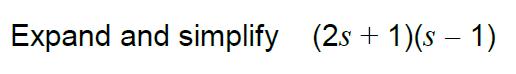 Expand and simplify (2s + 1)(s – 1)